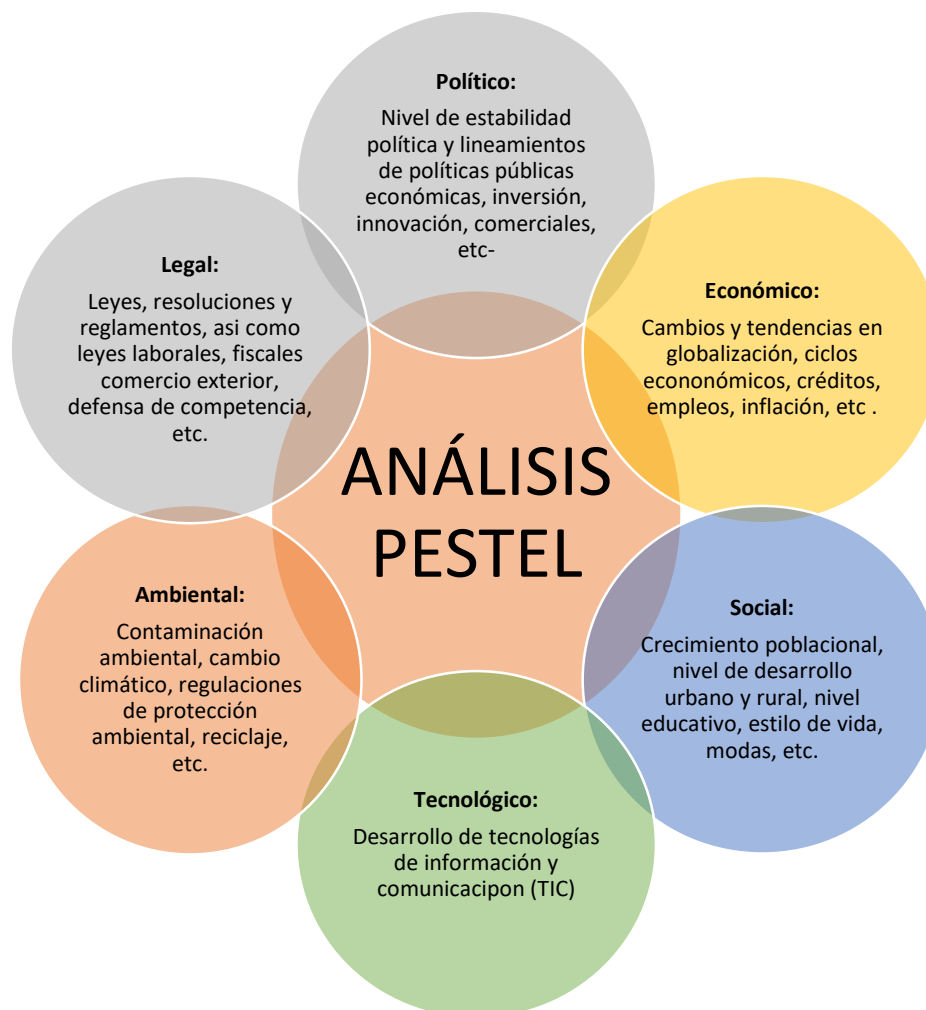 Político:
Nivel de estabilidad
política y lineamientos
de políticas públicas
económicas, inversión,
innovación, comerciales,
etc-
Económico:
Cambios y tendencias en
globalización, ciclos
econonómicos, créditos,
empleos, inflación, etc .
Social:
Crecimiento poblacional,
nivel de desarrollo
urbano y rural, nivel
educativo, estilo de vida,
modas, etc.
Tecnológico:
Desarrollo de tecnologías
de información y
comunicacipon (TIC)
Ambiental:
Contaminación
ambiental, cambio
climático, regulaciones
de protección
ambiental, reciclaje,
etc.
Legal:
Leyes, resoluciones y
reglamentos, asi como
leyes laborales, fiscales
comercio exterior,
defensa de competencia,
etc.
ANÁLISIS
PESTEL